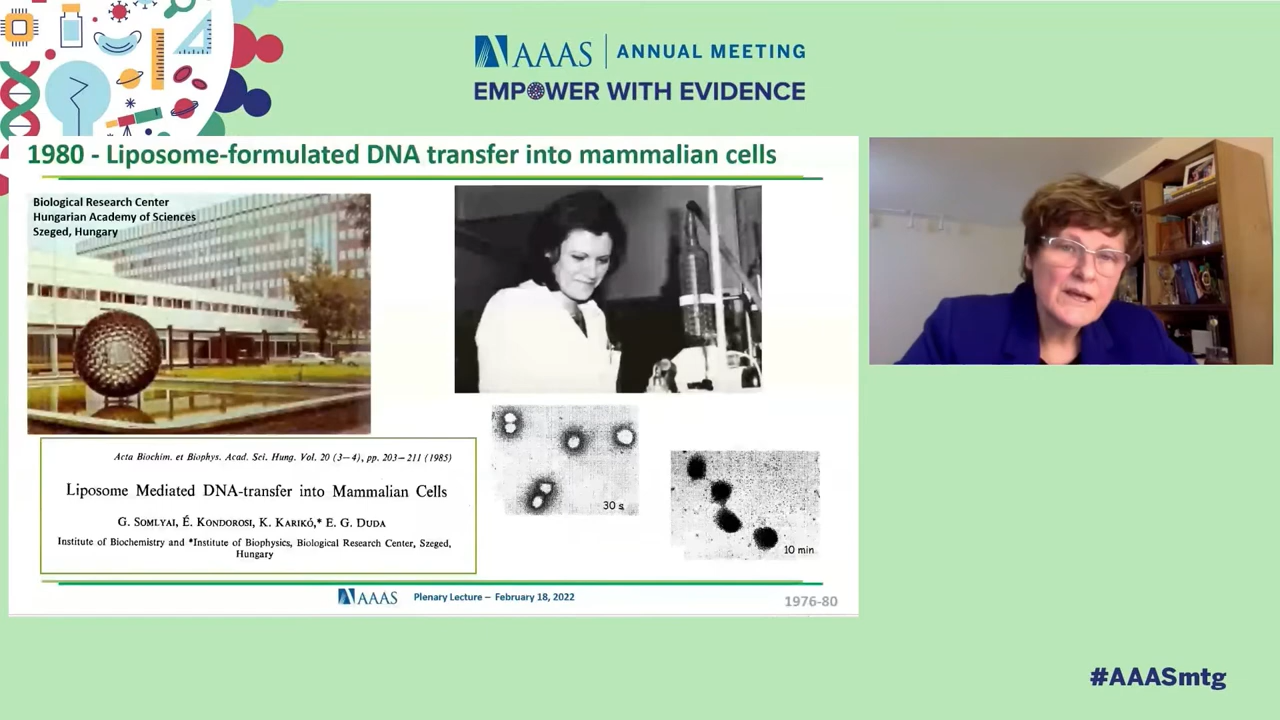 AAAS ANNUAL MEETING
EMPOWER WITH EVIDENCE
1980 - Liposome-formulated DNA transfer into mammalian cells
Biological Research Center
Hungarian Academy of Sciences
Szeged, Hungary
Acta Biochim. et Biophys. Acad. Sci. Hung. Vol. 20 (3–4), pp. 203–211 (1985)
Liposome Mediated DNA-transfer into Mammalian Cells
G. SOMLYAI, É. KONDOROSI, K. KARIKÓ,* E. G. DUDA
Institute of Biochemistry and *Institute of Biophysics, Biological Research Center, Szeged,
Hungary
30 s
10 min
AAAS Plenary Lecture – February 18, 2022
1976-80
#AAASmtg